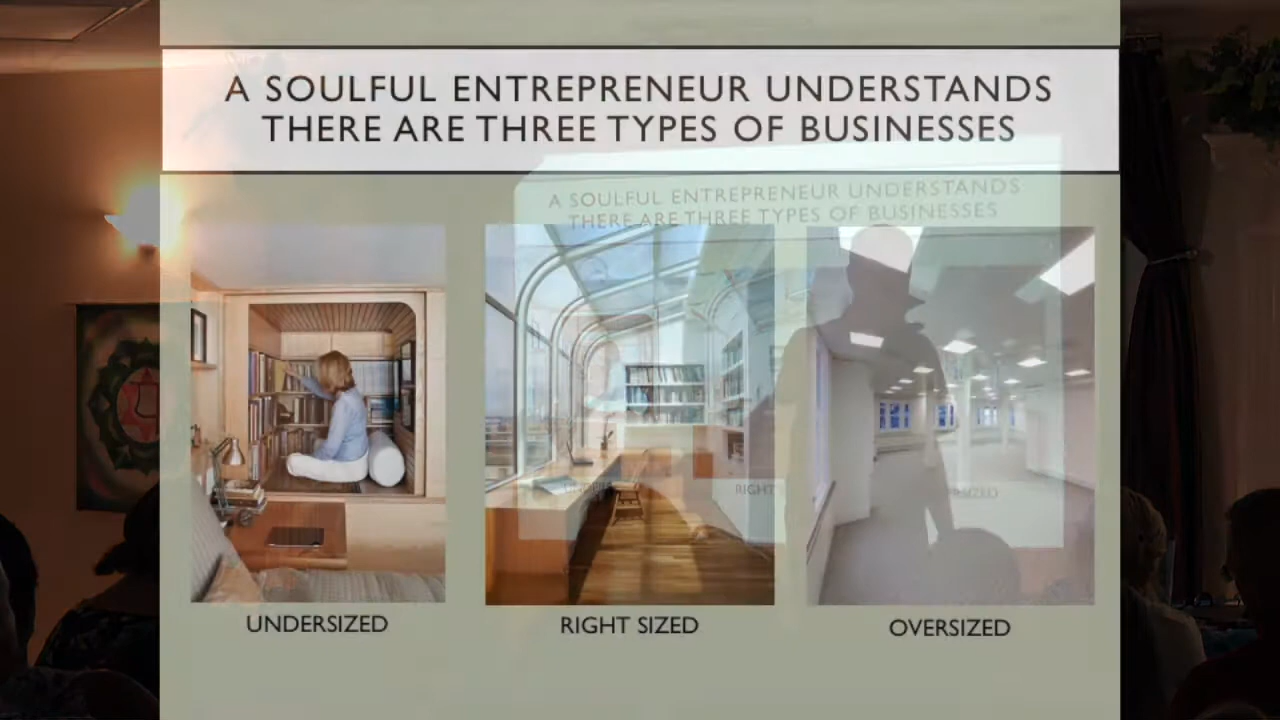 A SOULFUL ENTREPRENEUR UNDERSTANDS
THERE ARE THREE TYPES OF BUSINESSES
A SOULFUL ENTREPRENEUR UNDERSTANDS
THERE ARE THREE TYPES OF BUSINESSES
RIGHT
UNDERSIZED
RIGHT SIZED
OVERSIZED